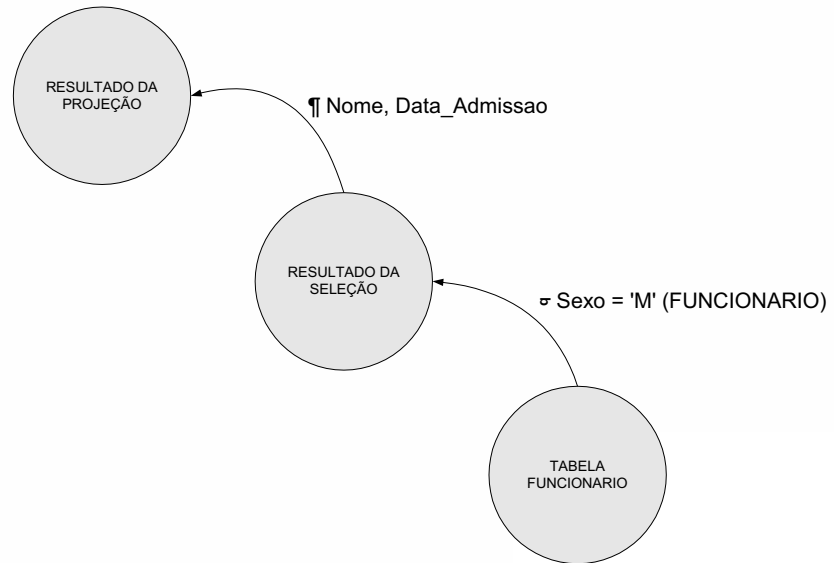 RESULTADO DA
PROJEÇÃO
¶ Nome, Data_Admissao
RESULTADO DA
SELEÇÃO
σ Sexo = 'M' (FUNCIONARIO)
TABELA
FUNCIONARIO